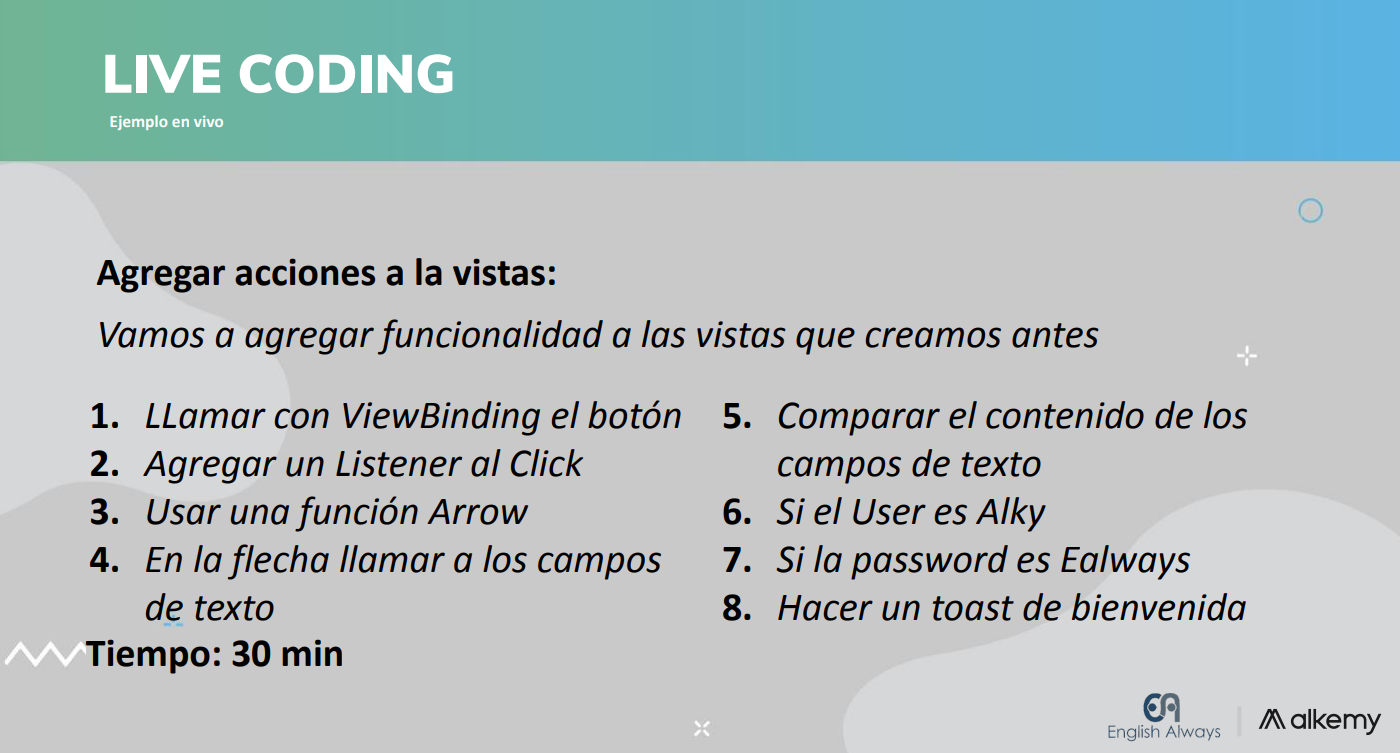 LIVE CODING
Ejemplo en vivo
Agregar acciones a la vistas:
Vamos a agregar funcionalidad a las vistas que creamos antes
1. LLamar con ViewBinding el botón
2. Agregar un Listener al Click
3. Usar una función Arrow
4. En la flecha llamar a los campos
de texto
5. Comparar el contenido de los
campos de texto
6. Si el User es Alky
7. Si la password es Ealways
8. Hacer un toast de bienvenida
Tiempo: 30 min
EA
English Always
alkemy